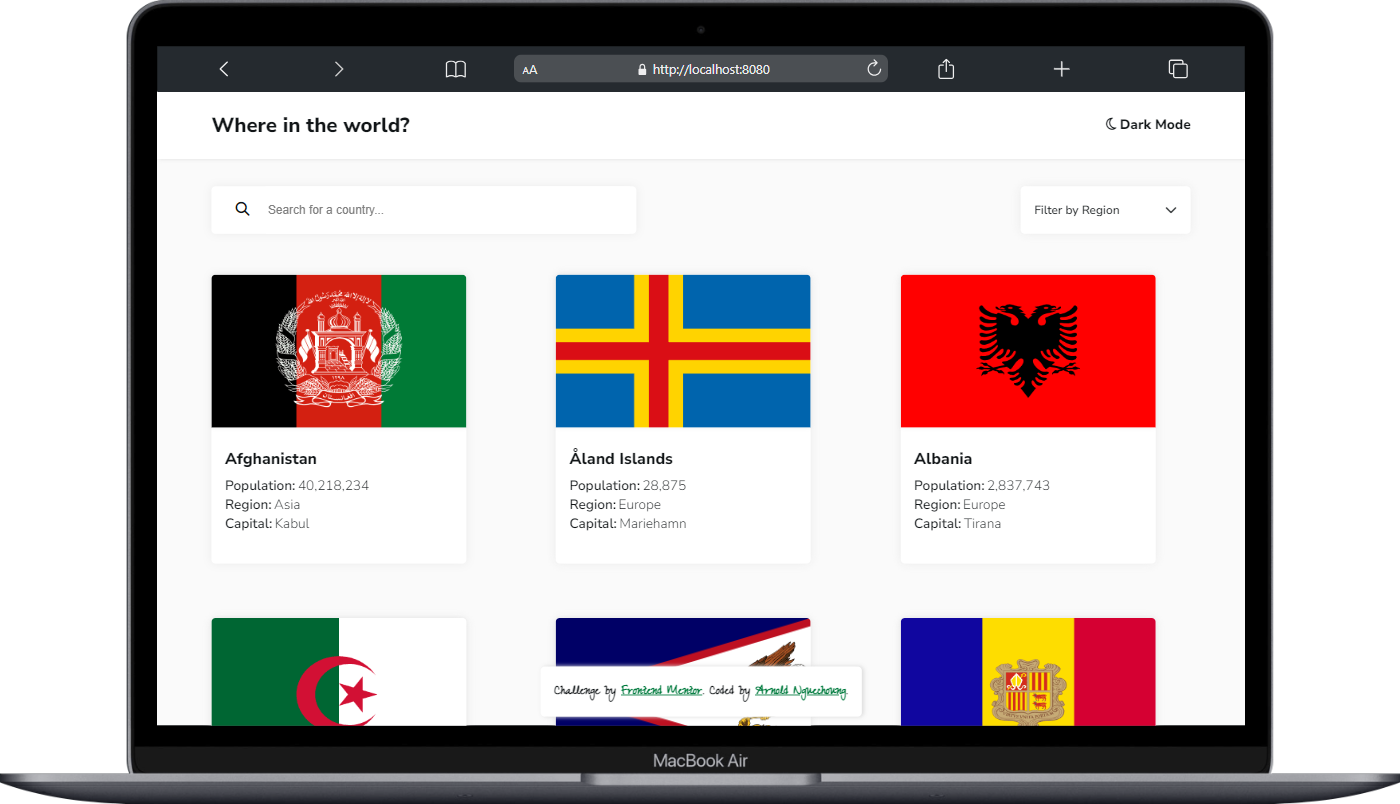 AA
http://localhost:8080
Where in the world?
Dark Mode
Search for a country...
Filter by Region
Afghanistan
Population: 40,218,234
Region: Asia
Capital: Kabul
Åland Islands
Population: 28,875
Region: Europe
Capital: Mariehamn
Albania
Population: 2,837,743
Region: Europe
Capital: Tirana
Challenge by Frontend Mentor. Coded by Arnold Nguechoung.
MacBook Air